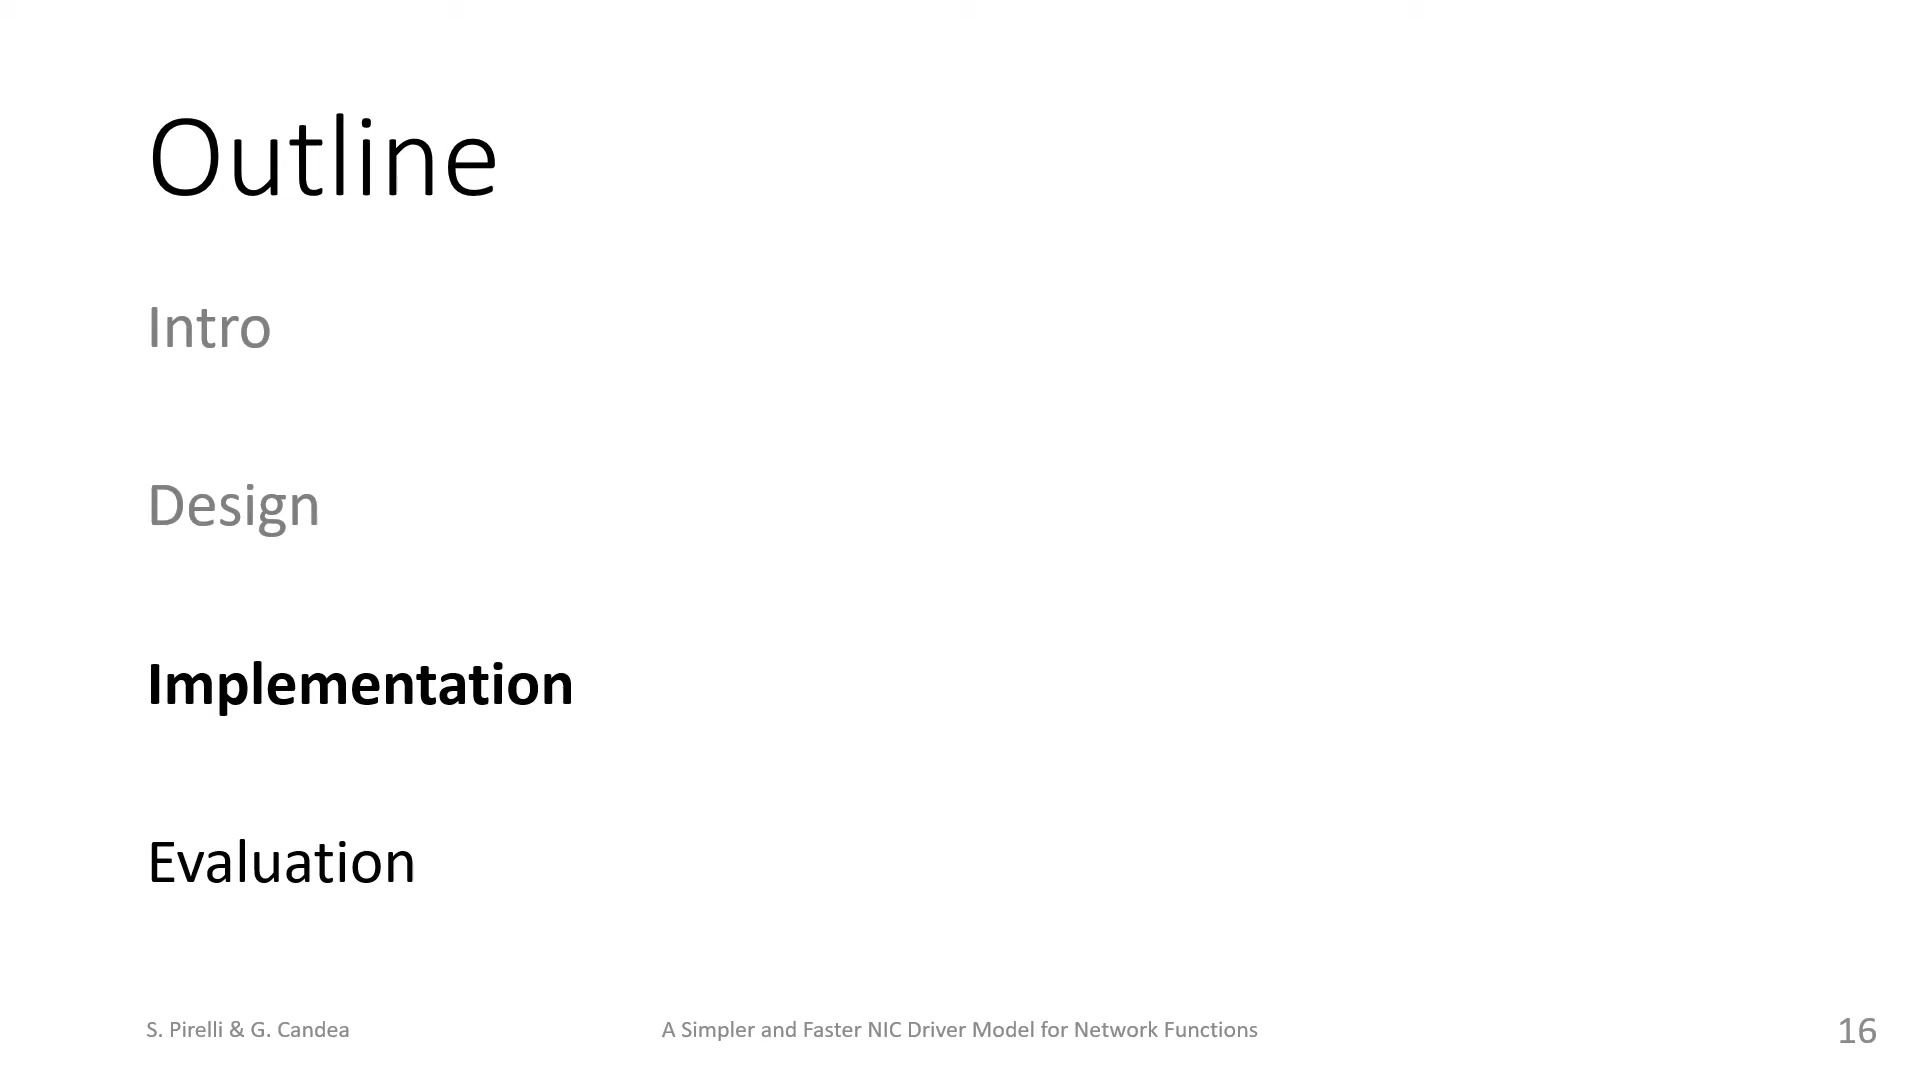 Outline
Intro
Design
Implementation
Evaluation
S. Pirelli & G. Candea
A Simpler and Faster NIC Driver Model for Network Functions
16